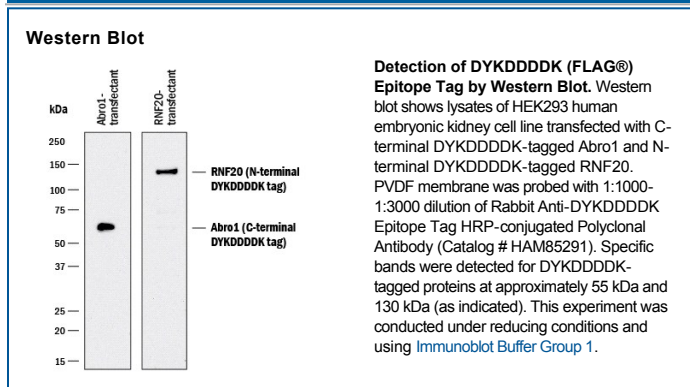 Western Blot
Abro1-
transfectant
RNF20-
transfectant
kDa
250
150
100
75
50
37
25
20
15
RNF20 (N-terminal
DYKDDDDK tag)
Abro1 (C-terminal
DYKDDDDK tag)
Detection of DYKDDDDK (FLAG®)
Epitope Tag by Western Blot. Western
blot shows lysates of HEK293 human
embryonic kidney cell line transfected with C-
terminal DYKDDDDK-tagged Abro1 and N-
terminal DYKDDDDK-tagged RNF20.
PVDF membrane was probed with 1:1000-
1:3000 dilution of Rabbit Anti-DYKDDDDK
Epitope Tag HRP-conjugated Polyclonal
Antibody (Catalog # HAM85291). Specific
bands were detected for DYKDDDDK-
tagged proteins at approximately 55 kDa and
130 kDa (as indicated). This experiment was
conducted under reducing conditions and
using Immunoblot Buffer Group 1.